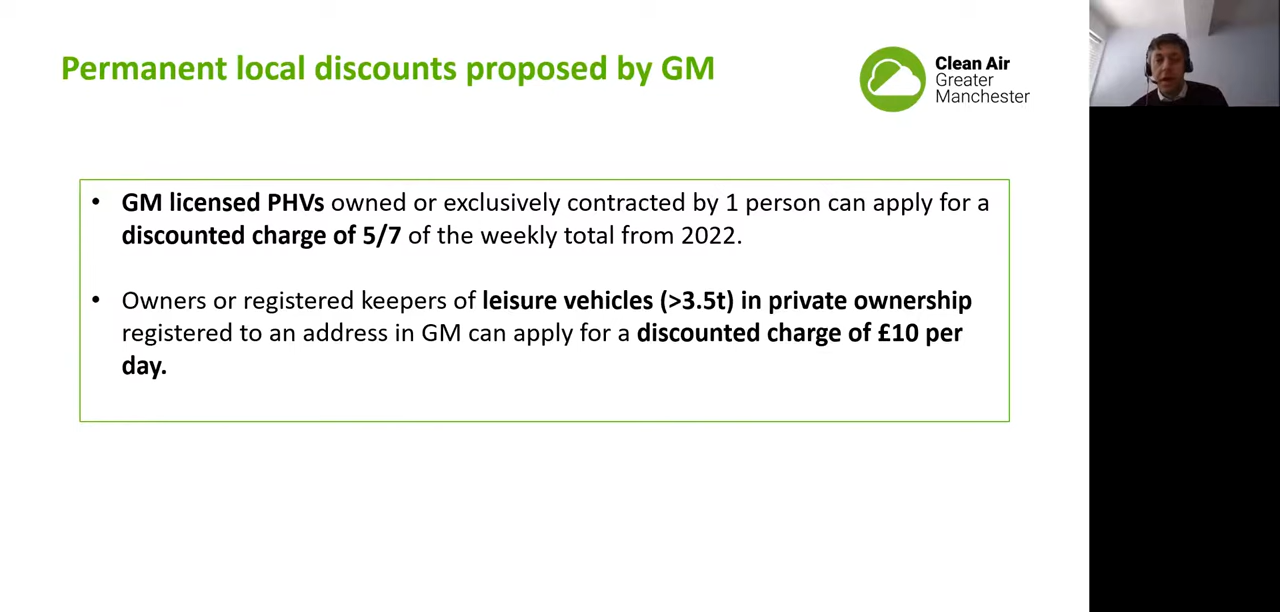 Permanent local discounts proposed by GM
Clean Air
Greater
Manchester
• GM licensed PHVs owned or exclusively contracted by 1 person can apply for a
discounted charge of 5/7 of the weekly total from 2022.
• Owners or registered keepers of leisure vehicles (>3.5t) in private ownership
registered to an address in GM can apply for a discounted charge of £10 per
day.